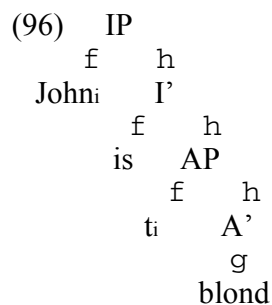 (96) IP
f h
Johni I’
f h
is AP
f h
ti A’
g
blond